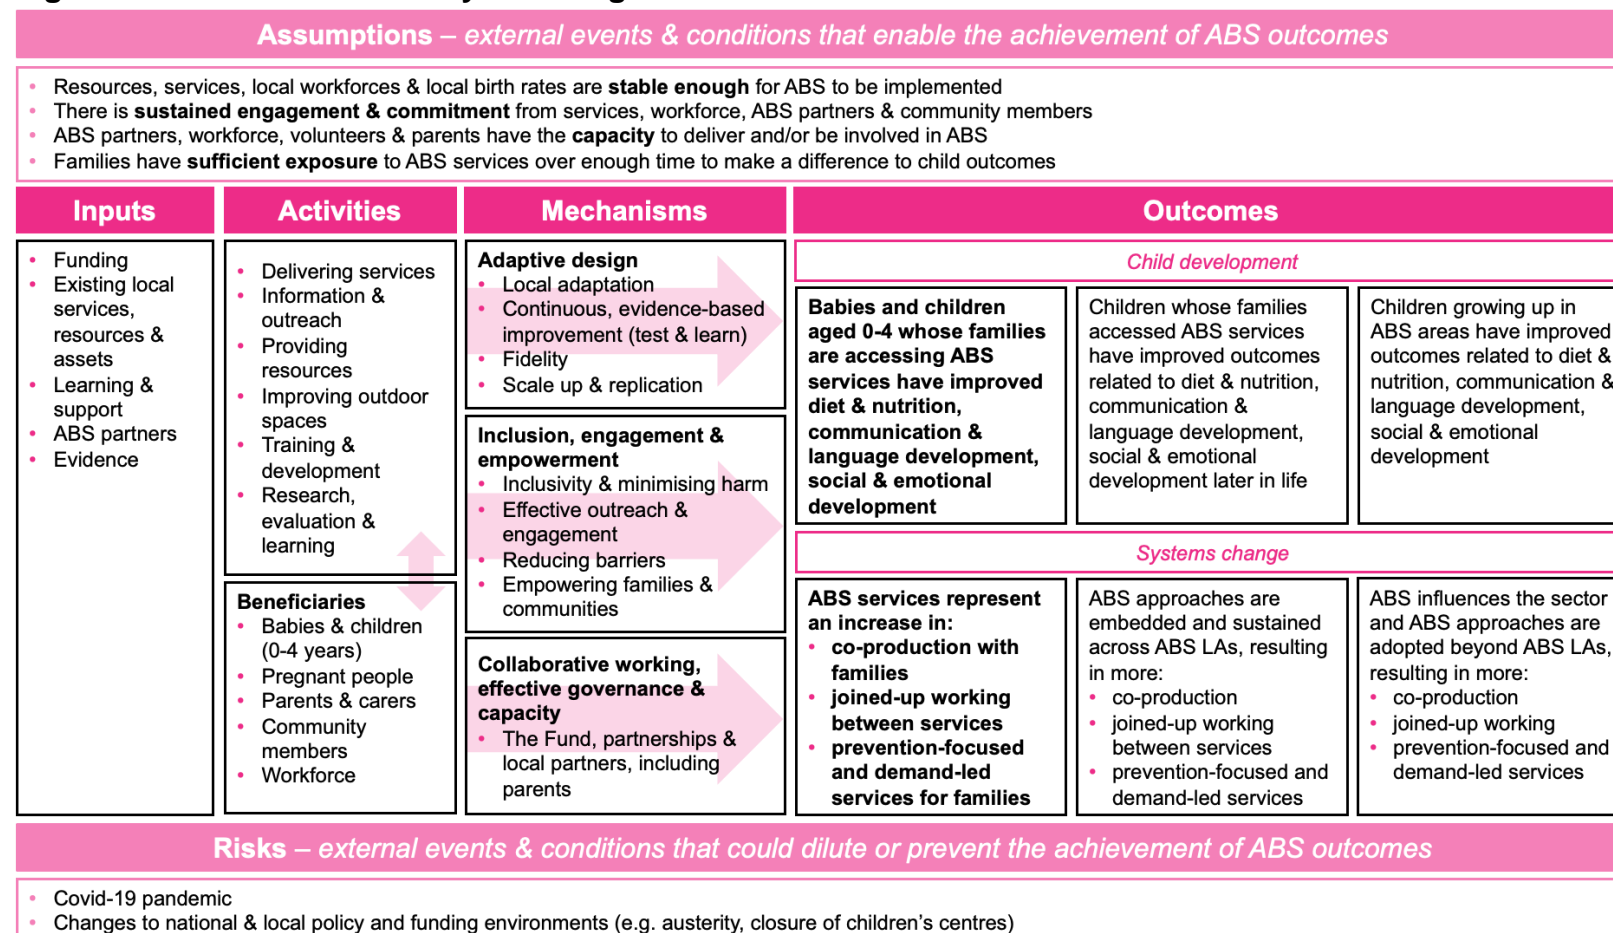 Assumptions – external events & conditions that enable the achievement of ABS outcomes
• Resources, services, local workforces & local birth rates are stable enough for ABS to be implemented
• There is sustained engagement & commitment from services, workforce, ABS partners & community members
• ABS partners, workforce, volunteers & parents have the capacity to deliver and/or be involved in ABS
• Families have sufficient exposure to ABS services over enough time to make a difference to child outcomes
Inputs
• Funding
• Existing local
services,
resources &
assets
• Learning &
support
• ABS partners
• Evidence
Activities
• Delivering services
• Information &
outreach
• Providing
resources
• Improving outdoor
spaces
• Training &
development
• Research,
evaluation &
learning
Beneficiaries
• Babies & children
(0-4 years)
• Pregnant people
• Parents & carers
• Community
members
• Workforce
Mechanisms
Adaptive design
• Local adaptation
• Continuous, evidence-based
improvement (test & learn)
• Fidelity
• Scale up & replication
Inclusion, engagement &
empowerment
• Inclusivity & minimising harm
• Effective outreach &
engagement
• Reducing barriers
• Empowering families &
communities
Collaborative working,
effective governance &
capacity
• The Fund, partnerships &
local partners, including
parents
Outcomes
Child development
Babies and children
aged 0-4 whose families
are accessing ABS
services have improved
diet & nutrition,
communication &
language development,
social & emotional
development
Children whose families
accessed ABS services
have improved outcomes
related to diet & nutrition,
communication &
language development,
social & emotional
development later in life
Children growing up in
ABS areas have improved
outcomes related to diet &
nutrition, communication &
language development,
social & emotional
development
Systems change
ABS services represent
an increase in:
• co-production with
families
• joined-up working
between services
• prevention-focused
and demand-led
services for families
ABS approaches are
embedded and sustained
across ABS LAs, resulting
in more:
• co-production
• joined-up working
between services
• prevention-focused and
demand-led services
ABS influences the sector
and ABS approaches are
adopted beyond ABS LAs,
resulting in more:
• co-production
• joined-up working
• prevention-focused and
demand-led services
Risks – external events & conditions that could dilute or prevent the achievement of ABS outcomes
• Covid-19 pandemic
• Changes to national & local policy and funding environments (e.g. austerity, closure of children's centres)